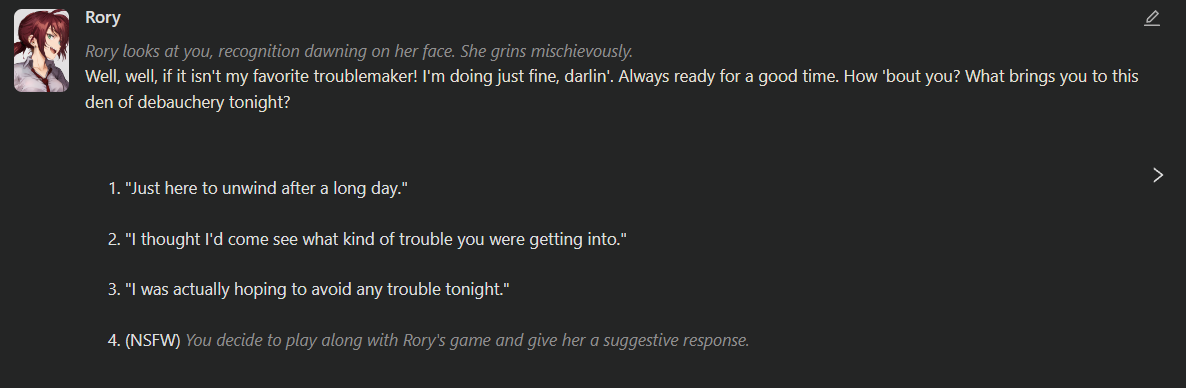 Rory
Rory looks at you, recognition dawning on her face. She grins mischievously.
Well, well, if it isn't my favorite troublemaker! I'm doing just fine, darlin'. Always ready for a good time. How 'bout you? What brings you to this
den of debauchery tonight?
1. "Just here to unwind after a long day."
2. "I thought I'd come see what kind of trouble you were getting into."
3. "I was actually hoping to avoid any trouble tonight."
4. (NSFW) You decide to play along with Rory's game and give her a suggestive response.